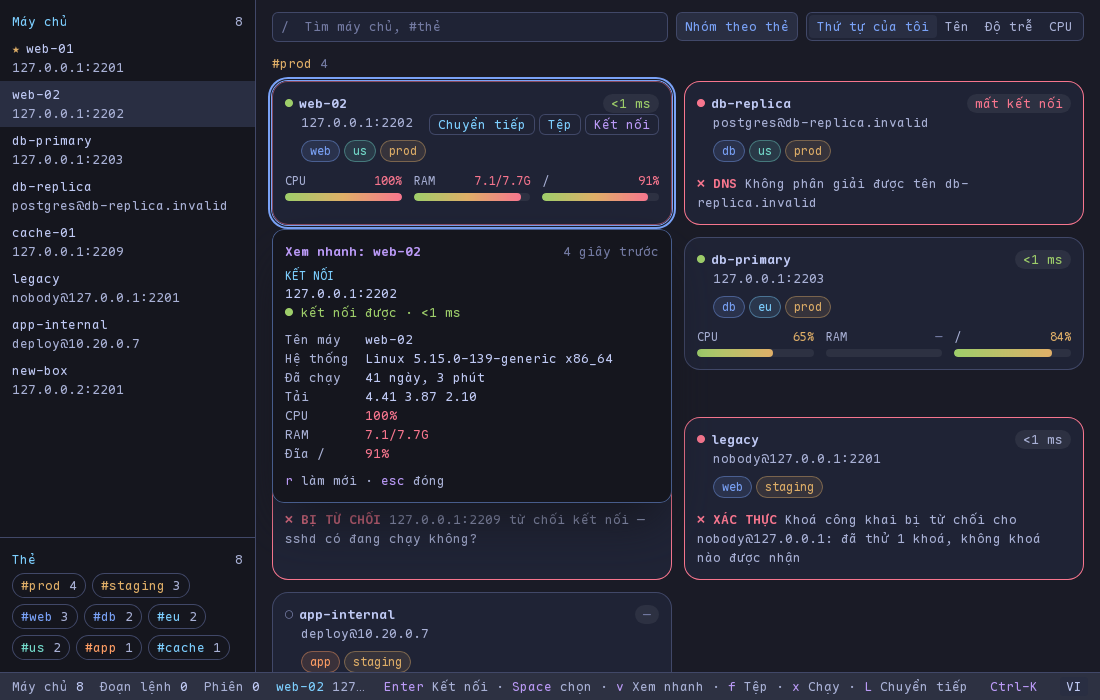 Máy chủ 8
★ web-01
127.0.0.1:2201
web-02
127.0.0.1:2202
db-primary
127.0.0.1:2203
db-replica
postgres@db-replica.invalid
cache-01
127.0.0.1:2209
legacy
nobody@127.0.0.1:2201
app-internal
deploy@10.20.0.7
new-box
127.0.0.2:2201
Thẻ 8
#prod 4 #staging 3
#web 3 #db 2 #eu 2
#us 2 #app 1 #cache 1
/ Tìm máy chủ, #thẻ
Nhóm theo thẻ
Thứ tự của tôi Tên Độ trễ CPU
#prod 4
web-02 <1 ms
127.0.0.1:2202 Chuyển tiếp Tệp Kết nối
web us prod
CPU 100% RAM 7.1/7.7G / 91%
db-replica mất kết nối
postgres@db-replica.invalid
db us prod
× DNS Không phân giải được tên db-
replica.invalid
Xem nhanh: web-02 4 giây trước
KẾT NỐI
127.0.0.1:2202
kết nối được · <1 ms
Tên máy web-02
Hệ thống Linux 5.15.0-139-generic x86_64
Đã chạy 41 ngày, 3 phút
Tải 4.41 3.87 2.10
CPU 100%
RAM 7.1/7.7G
Đĩa / 91%
r làm mới · esc đóng
db-primary <1 ms
127.0.0.1:2203
db eu prod
CPU 65% RAM — / 84%
× BỊ TỪ CHỐI 127.0.0.1:2209 từ chối kết nối —
sshd có đang chạy không?
legacy <1 ms
nobody@127.0.0.1:2201
web staging
× XÁC THỰC Khoá công khai bị từ chối cho
nobody@127.0.0.1: đã thử 1 khoá, không khoá
nào được nhận
app-internal —
deploy@10.20.0.7
app staging
Máy chủ 8 Đoạn lệnh 0 Phiên 0 web-02 127… Enter Kết nối · Space chọn · v Xem nhanh · f Tệp · x Chạy · L Chuyển tiếp Ctrl-K VI